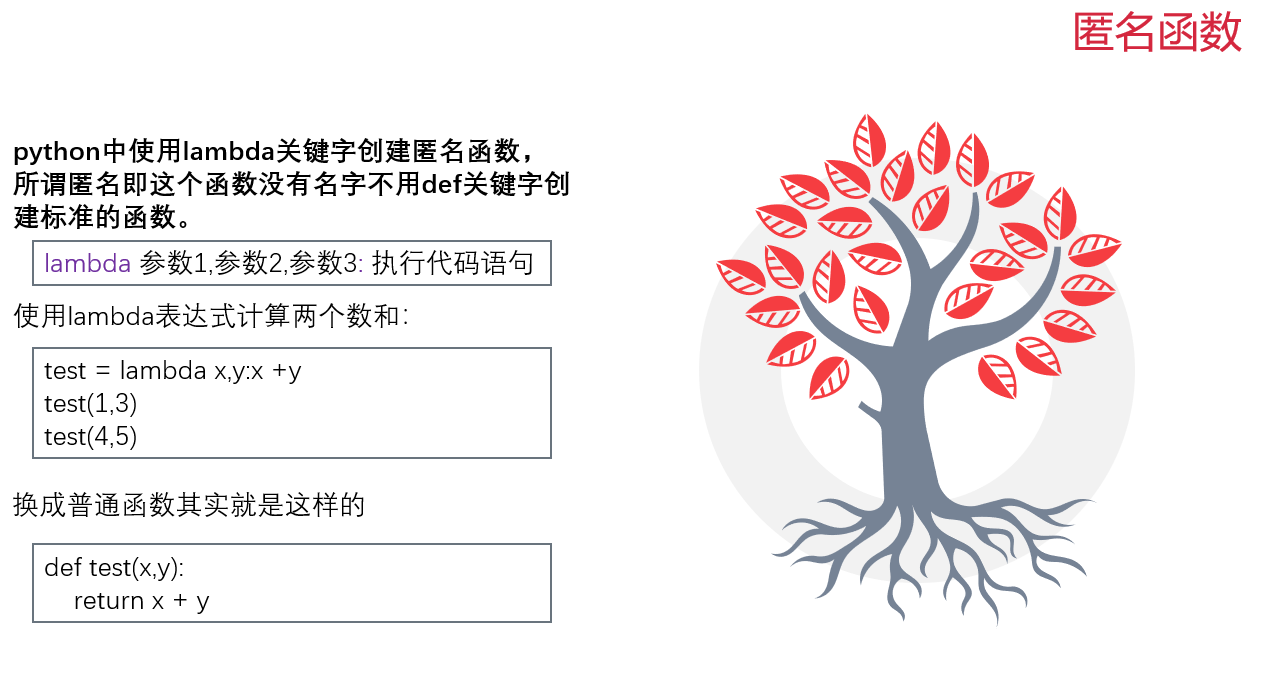 匿名函数
python中使用lambda关键字创建匿名函数，
所谓匿名即这个函数没有名字不用def关键字创
建标准的函数。
lambda 参数1,参数2,参数3: 执行代码语句
使用lambda表达式计算两个数和：
test = lambda x,y:x +y
test(1,3)
test(4,5)
换成普通函数其实就是这样的
def test(x,y):
    return x + y